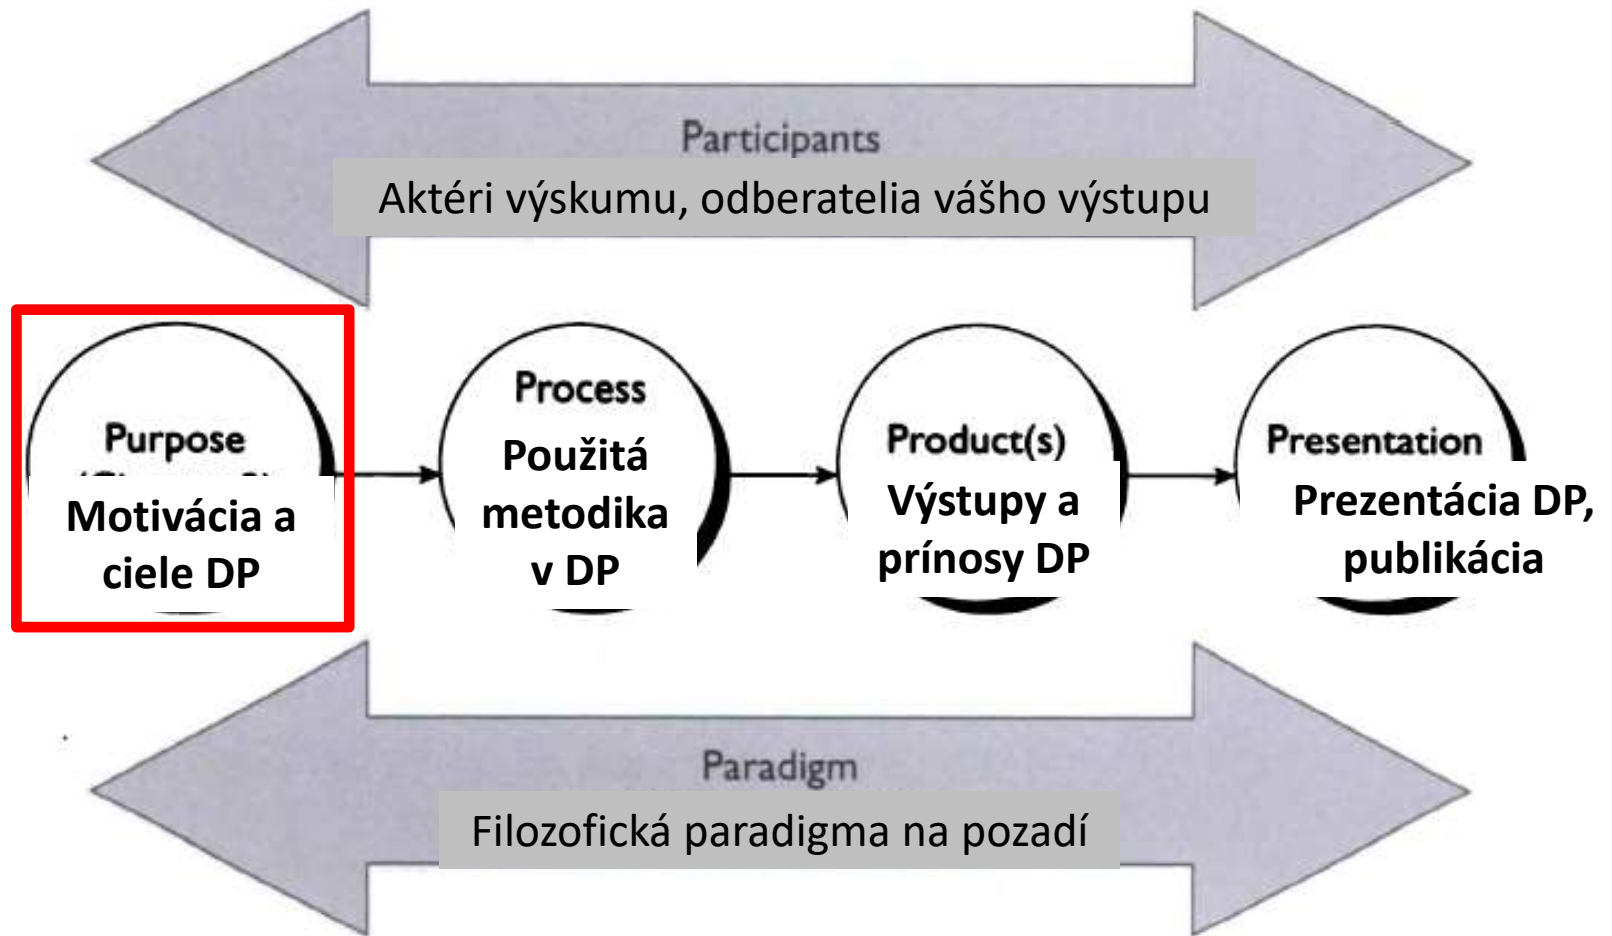 Participants
Aktéri výskumu, odberatelia vášho výstupu
Purpose
Motivácia a
ciele DP
Process
Použitá
metodika
v DP
Product(s)
Výstupy a
prínosy DP
Presentation
Prezentácia DP,
publikácia
Paradigm
Filozofická paradigma na pozadí